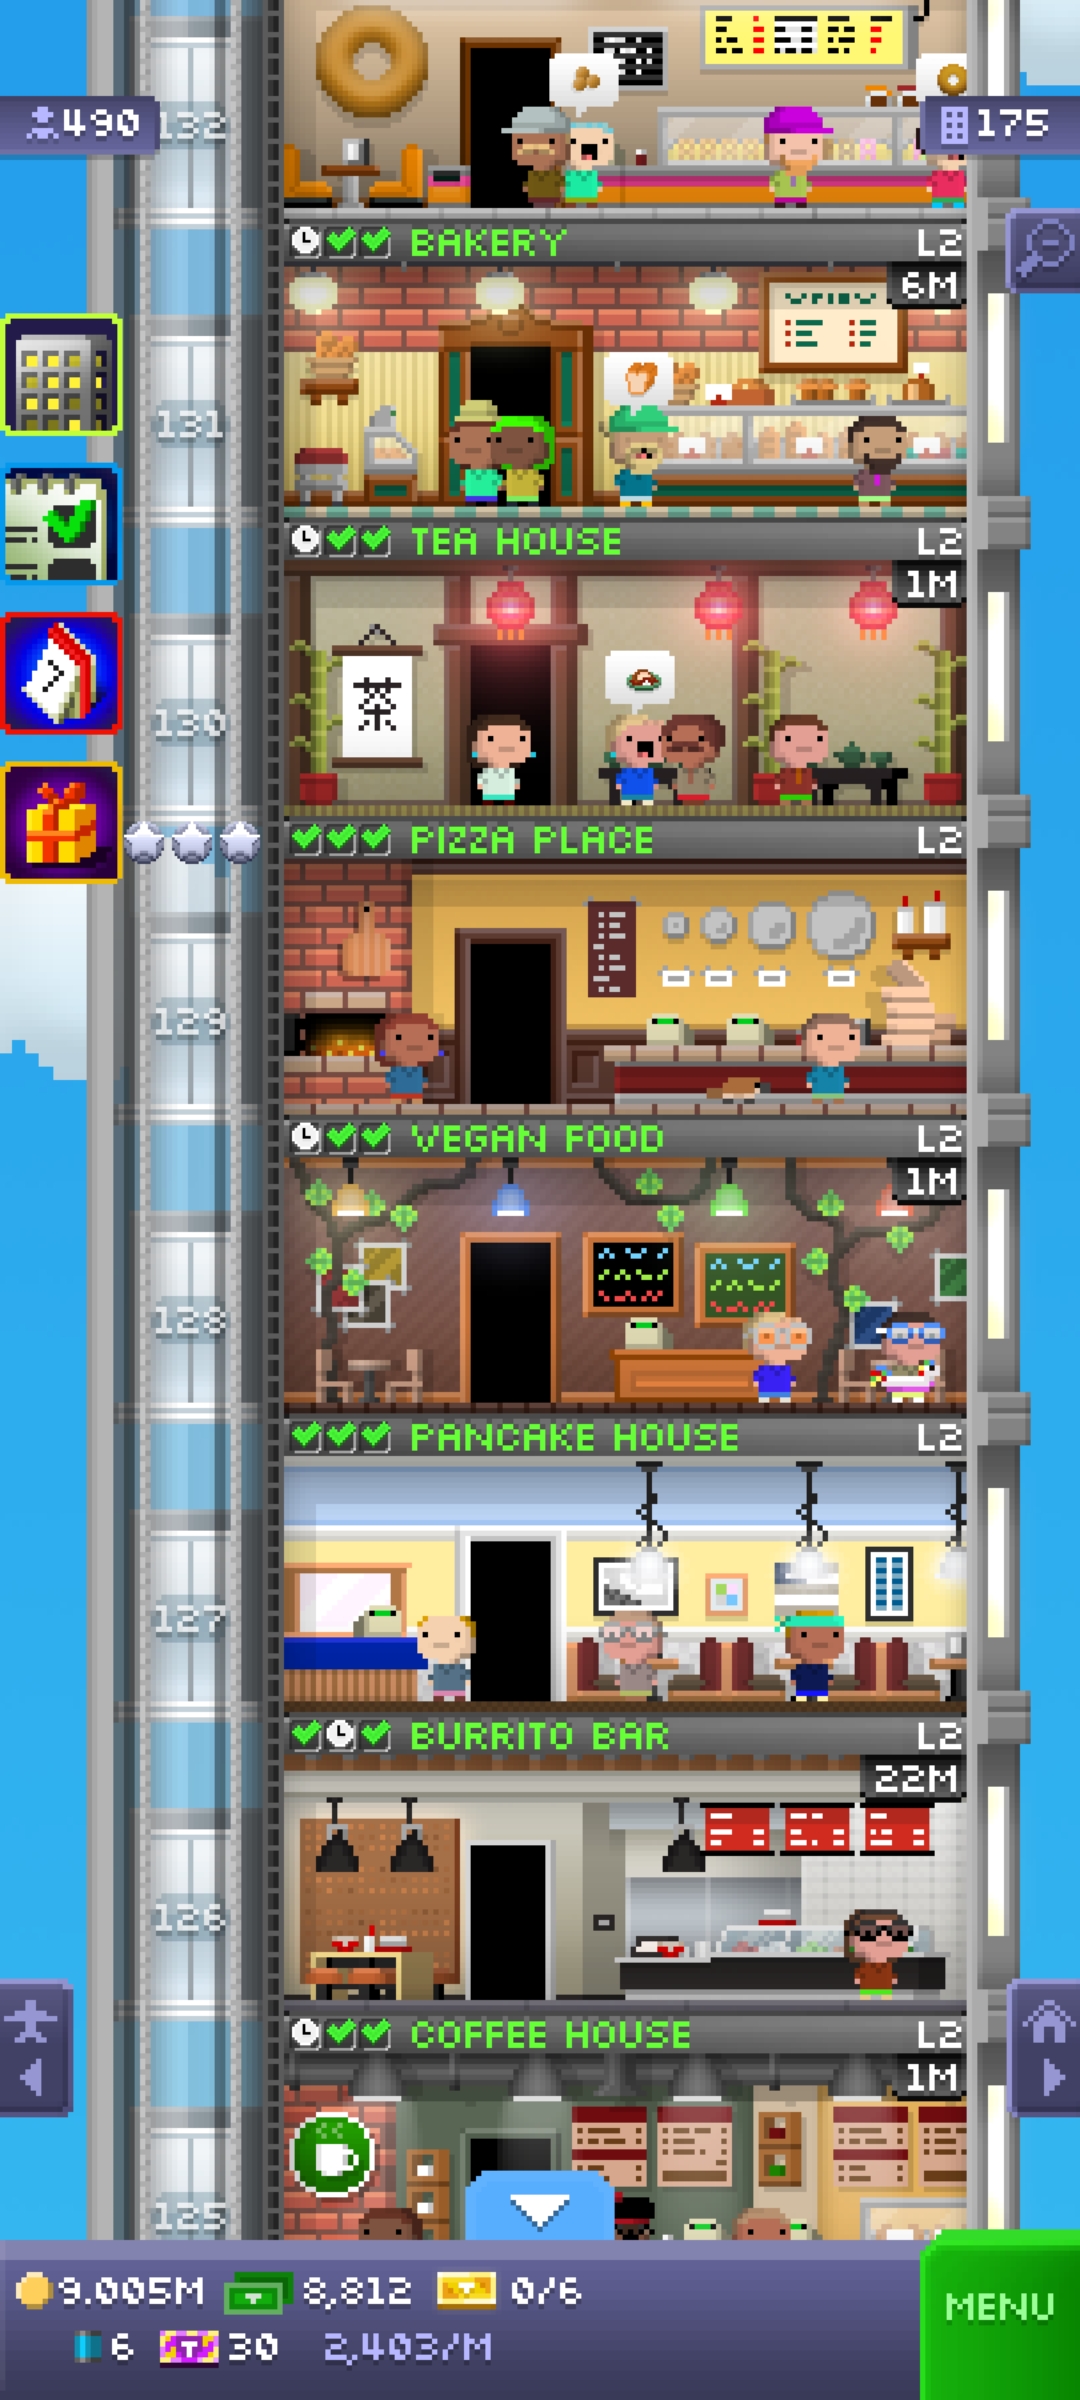 490
132
175
BAKERY L2
6M
131
TEA HOUSE L2
1M
茶
130
PIZZA PLACE L2
129
VEGAN FOOD L2
1M
128
PANCAKE HOUSE L2
127
BURRITO BAR L2
22M
126
COFFEE HOUSE L2
1M
125
9.005M 8,812 0/6
MENU
6 T 30 2,403/M